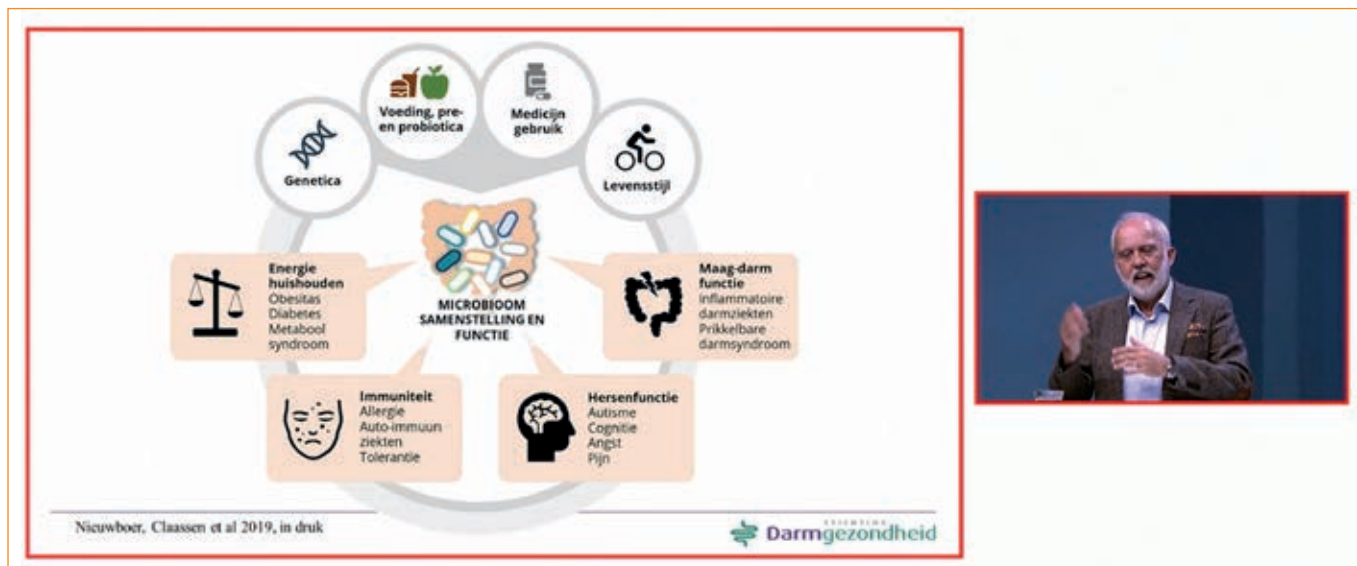 Voeding, pre-
en probiotica
Medicijn
gebruik
Genetica
Levensstijl
Energie
huishouden
Obesitas
Diabetes
Metabool
syndroom
MICROBIOOM
SAMENSTELLING EN
FUNCTIE
Maag-darm
functie
Inflammatoire
darmziekten
Prikkelbare
darmsyndroom
Immuniteit
Allergie
Auto-immuun
ziekten
Tolerantie
Hersenfunctie
Autisme
Cognitie
Angst
Pijn
Nieuwboer, Claassen et al 2019, in druk
STICHTING
Darmgezondheid